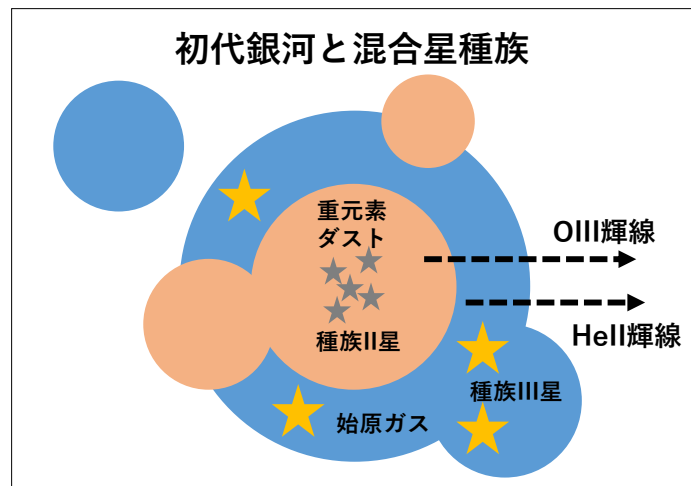 初代銀河と混合星種族
重元素
ダスト
OIII輝線
HeII輝線
種族II星
種族III星
始原ガス